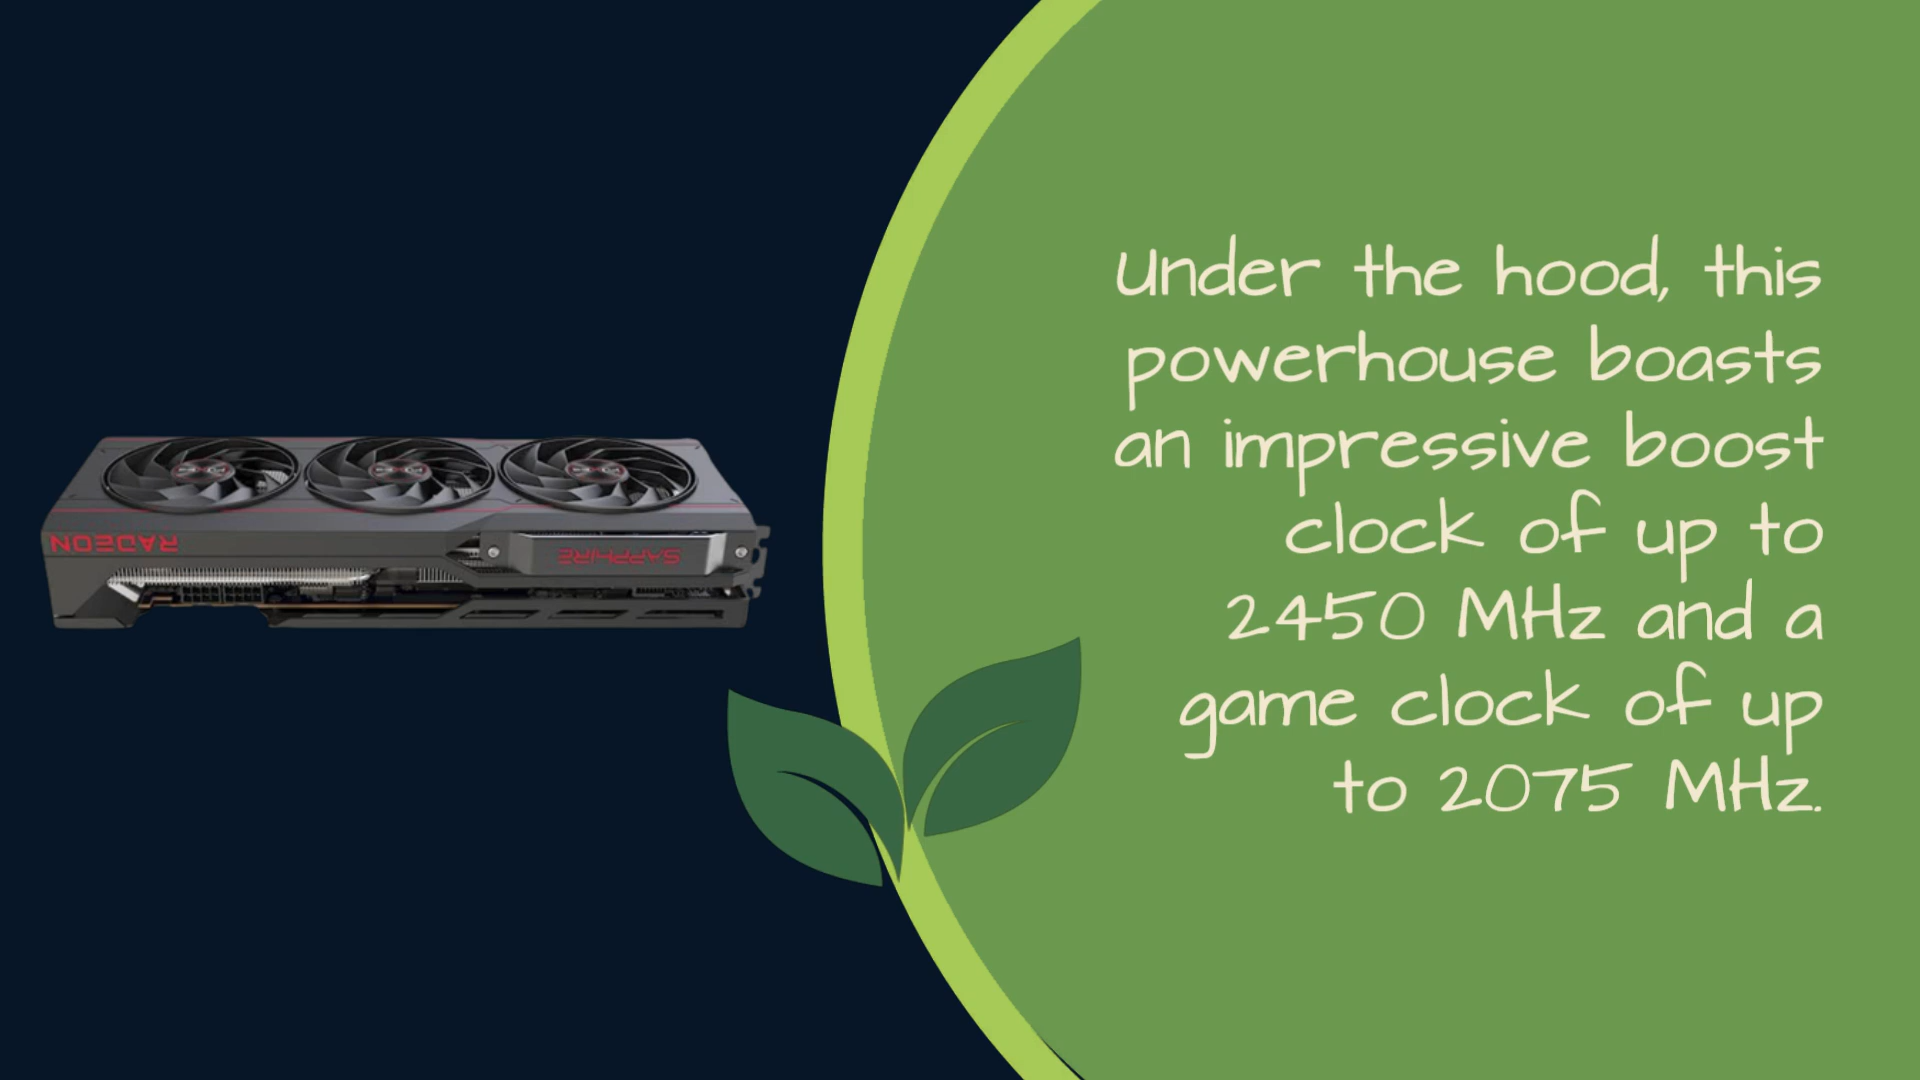 RADEON
SAPPHIRE
Under the hood, this
powerhouse boasts
an impressive boost
clock of up to
2450 MHz and a
game clock of up
to 2075 MHz.